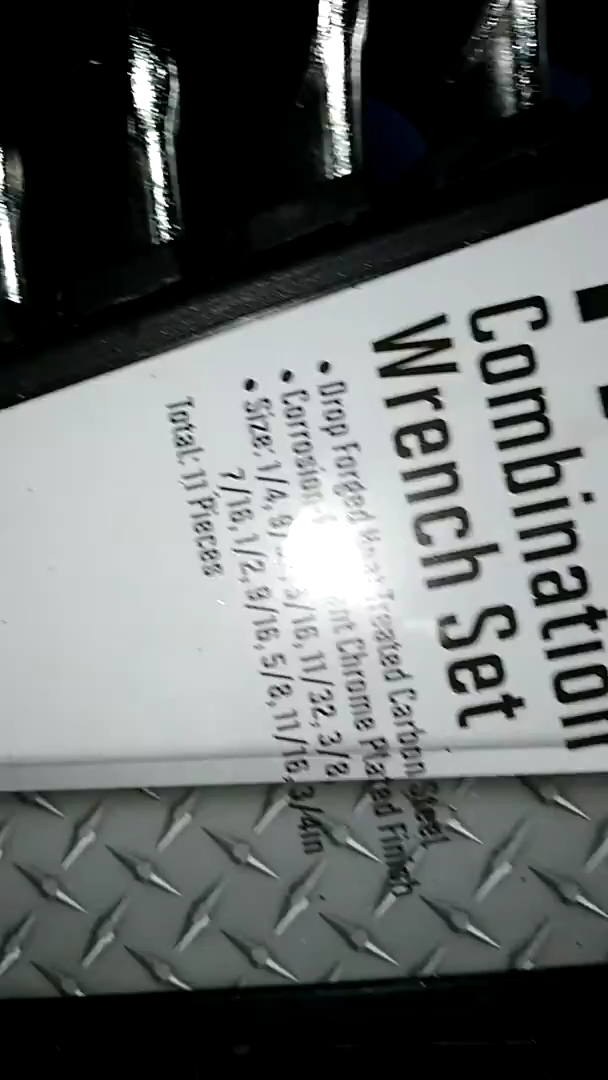 Combination
Wrench Set
• Drop Forged Heat Treated Carbon Steel
• Corrosion Chrome Plated Finish
• Size: 1/4, 5/16, 11/32, 3/8
7/16, 1/2, 9/16, 5/8, 11/16, 3/4in
Total: 11 Pieces